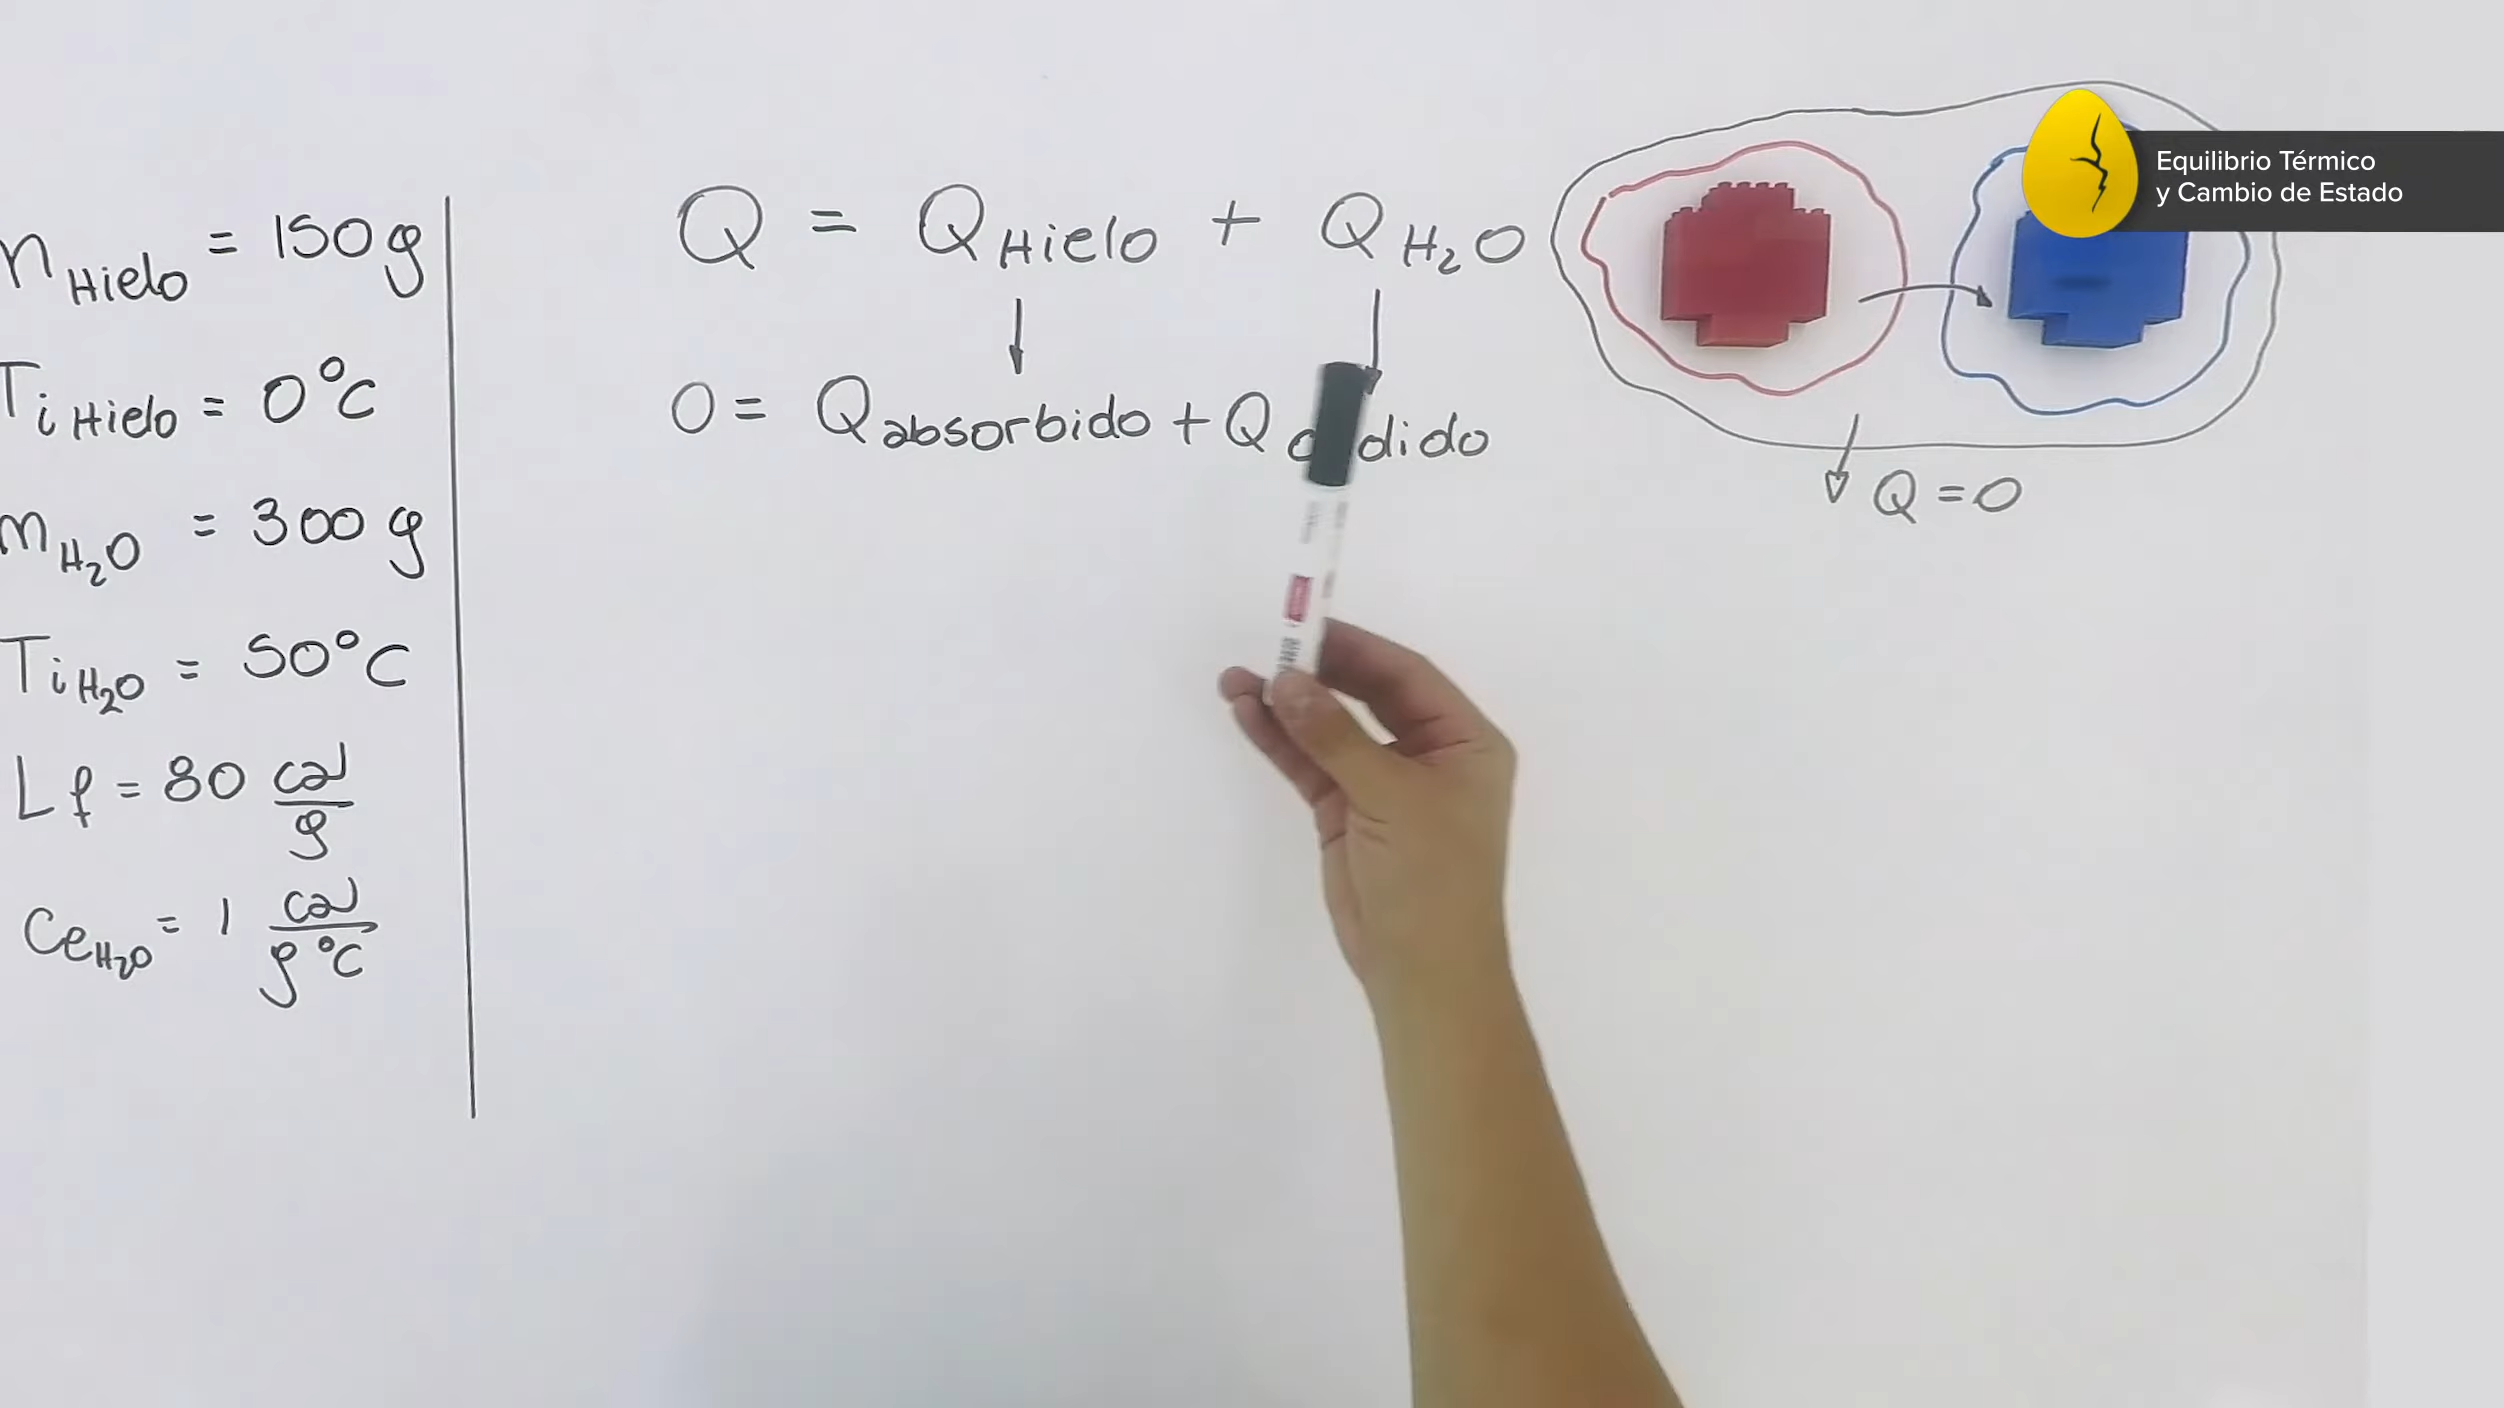 m Hielo = 150 g
Ti Hielo = 0°C
m H₂O = 300 g
Ti H₂O = 50°C
Lf = 80 cal/g
Ce H₂O = 1 cal/g °C
Q = Q Hielo + Q H₂O
0 = Q absorbido + Q cedido
Q = 0
Equilibrio Térmico
y Cambio de Estado